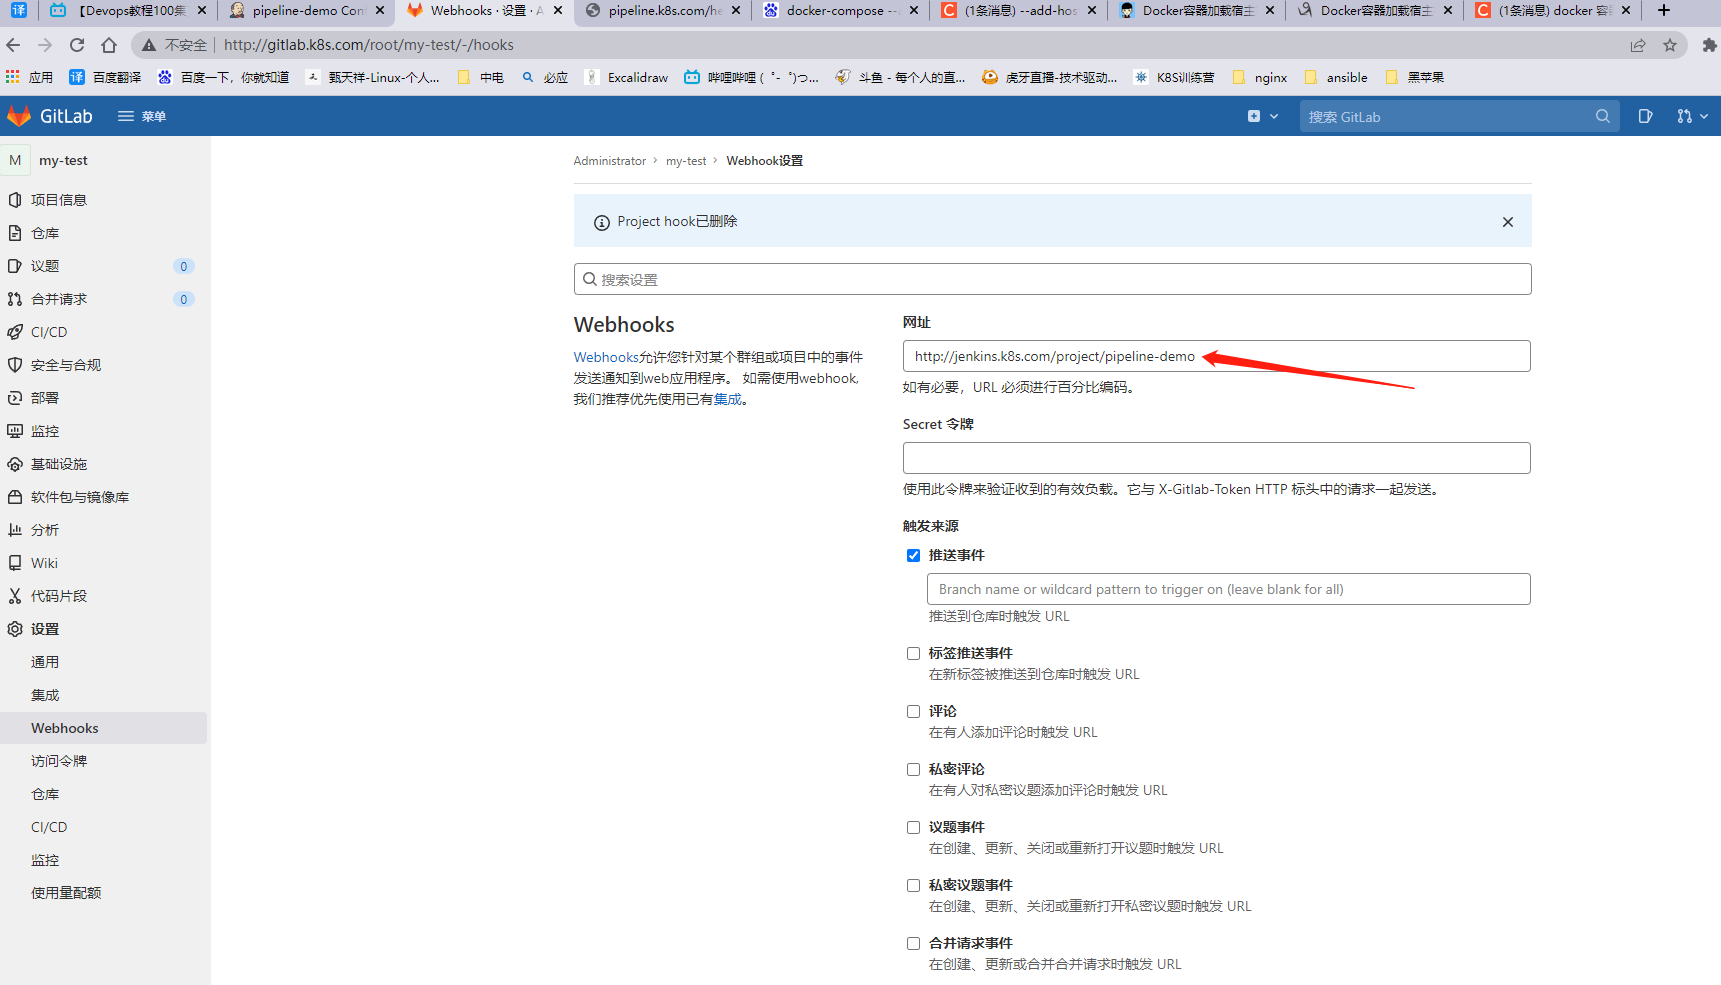 【Devops教程100集
pipeline-demo Con
Webhooks · 设置 · A
pipeline.k8s.com/he
docker-compose --
(1条消息) --add-hos
Docker容器加载宿主
Docker容器加载宿主
(1条消息) docker 容
不安全 http://gitlab.k8s.com/root/my-test/-/hooks
应用
译 百度翻译
百度一下，你就知道
甄天祥-Linux-个人...
中电
必应
Excalidraw
哔哩哔哩 (゜-゜)つ...
斗鱼 - 每个人的直...
虎牙直播-技术驱动...
K8S训练营
nginx
ansible
黑苹果
GitLab
菜单
搜索 GitLab
M my-test
项目信息
仓库
议题 0
合并请求 0
CI/CD
安全与合规
部署
监控
基础设施
软件包与镜像库
分析
Wiki
代码片段
设置
通用
集成
Webhooks
访问令牌
仓库
CI/CD
监控
使用量配额
Administrator › my-test › Webhook设置
Project hook已删除
搜索设置
Webhooks
Webhooks允许您针对某个群组或项目中的事件
发送通知到web应用程序。 如需使用webhook,
我们推荐优先使用已有集成。
网址
http://jenkins.k8s.com/project/pipeline-demo
如有必要，URL 必须进行百分比编码。
Secret 令牌
使用此令牌来验证收到的有效负载。它与 X-Gitlab-Token HTTP 标头中的请求一起发送。
触发来源
推送事件
Branch name or wildcard pattern to trigger on (leave blank for all)
推送到仓库时触发 URL
标签推送事件
在新标签被推送到仓库时触发 URL
评论
在有人添加评论时触发 URL
私密评论
在有人对私密议题添加评论时触发 URL
议题事件
在创建、更新、关闭或重新打开议题时触发 URL
私密议题事件
在创建、更新、关闭或重新打开私密议题时触发 URL
合并请求事件
在创建、更新或合并合并请求时触发 URL